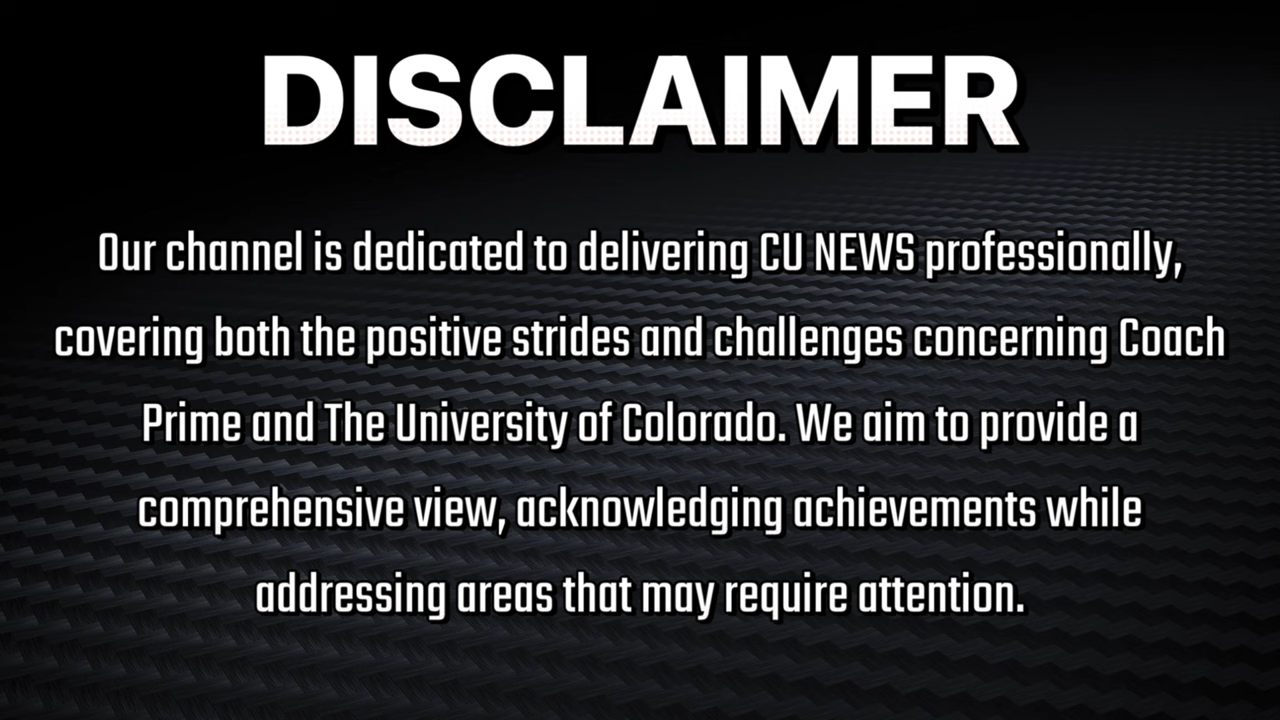 DISCLAIMER
Our channel is dedicated to delivering CU NEWS professionally,
covering both the positive strides and challenges concerning Coach
Prime and The University of Colorado. We aim to provide a
comprehensive view, acknowledging achievements while
addressing areas that may require attention.